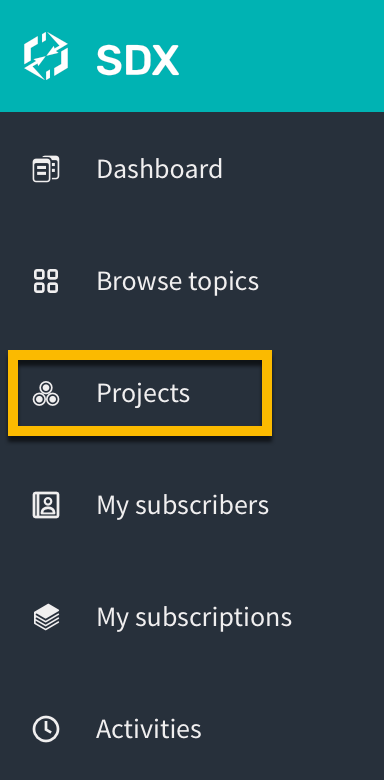 SDX
Dashboard
Browse topics
Projects
My subscribers
My subscriptions
Activities